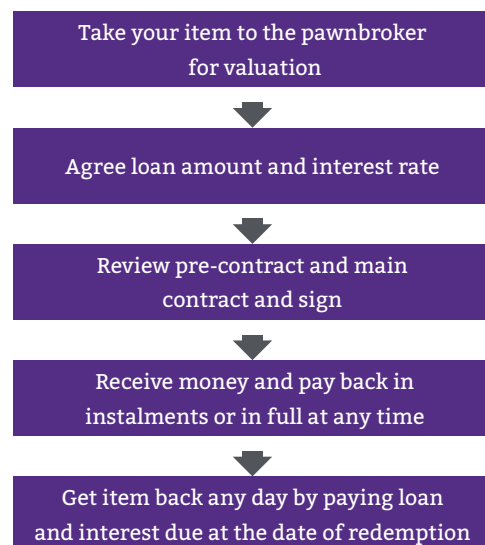 Take your item to the pawnbroker
for valuation
Agree loan amount and interest rate
Review pre-contract and main
contract and sign
Receive money and pay back in
instalments or in full at any time
Get item back any day by paying loan
and interest due at the date of redemption